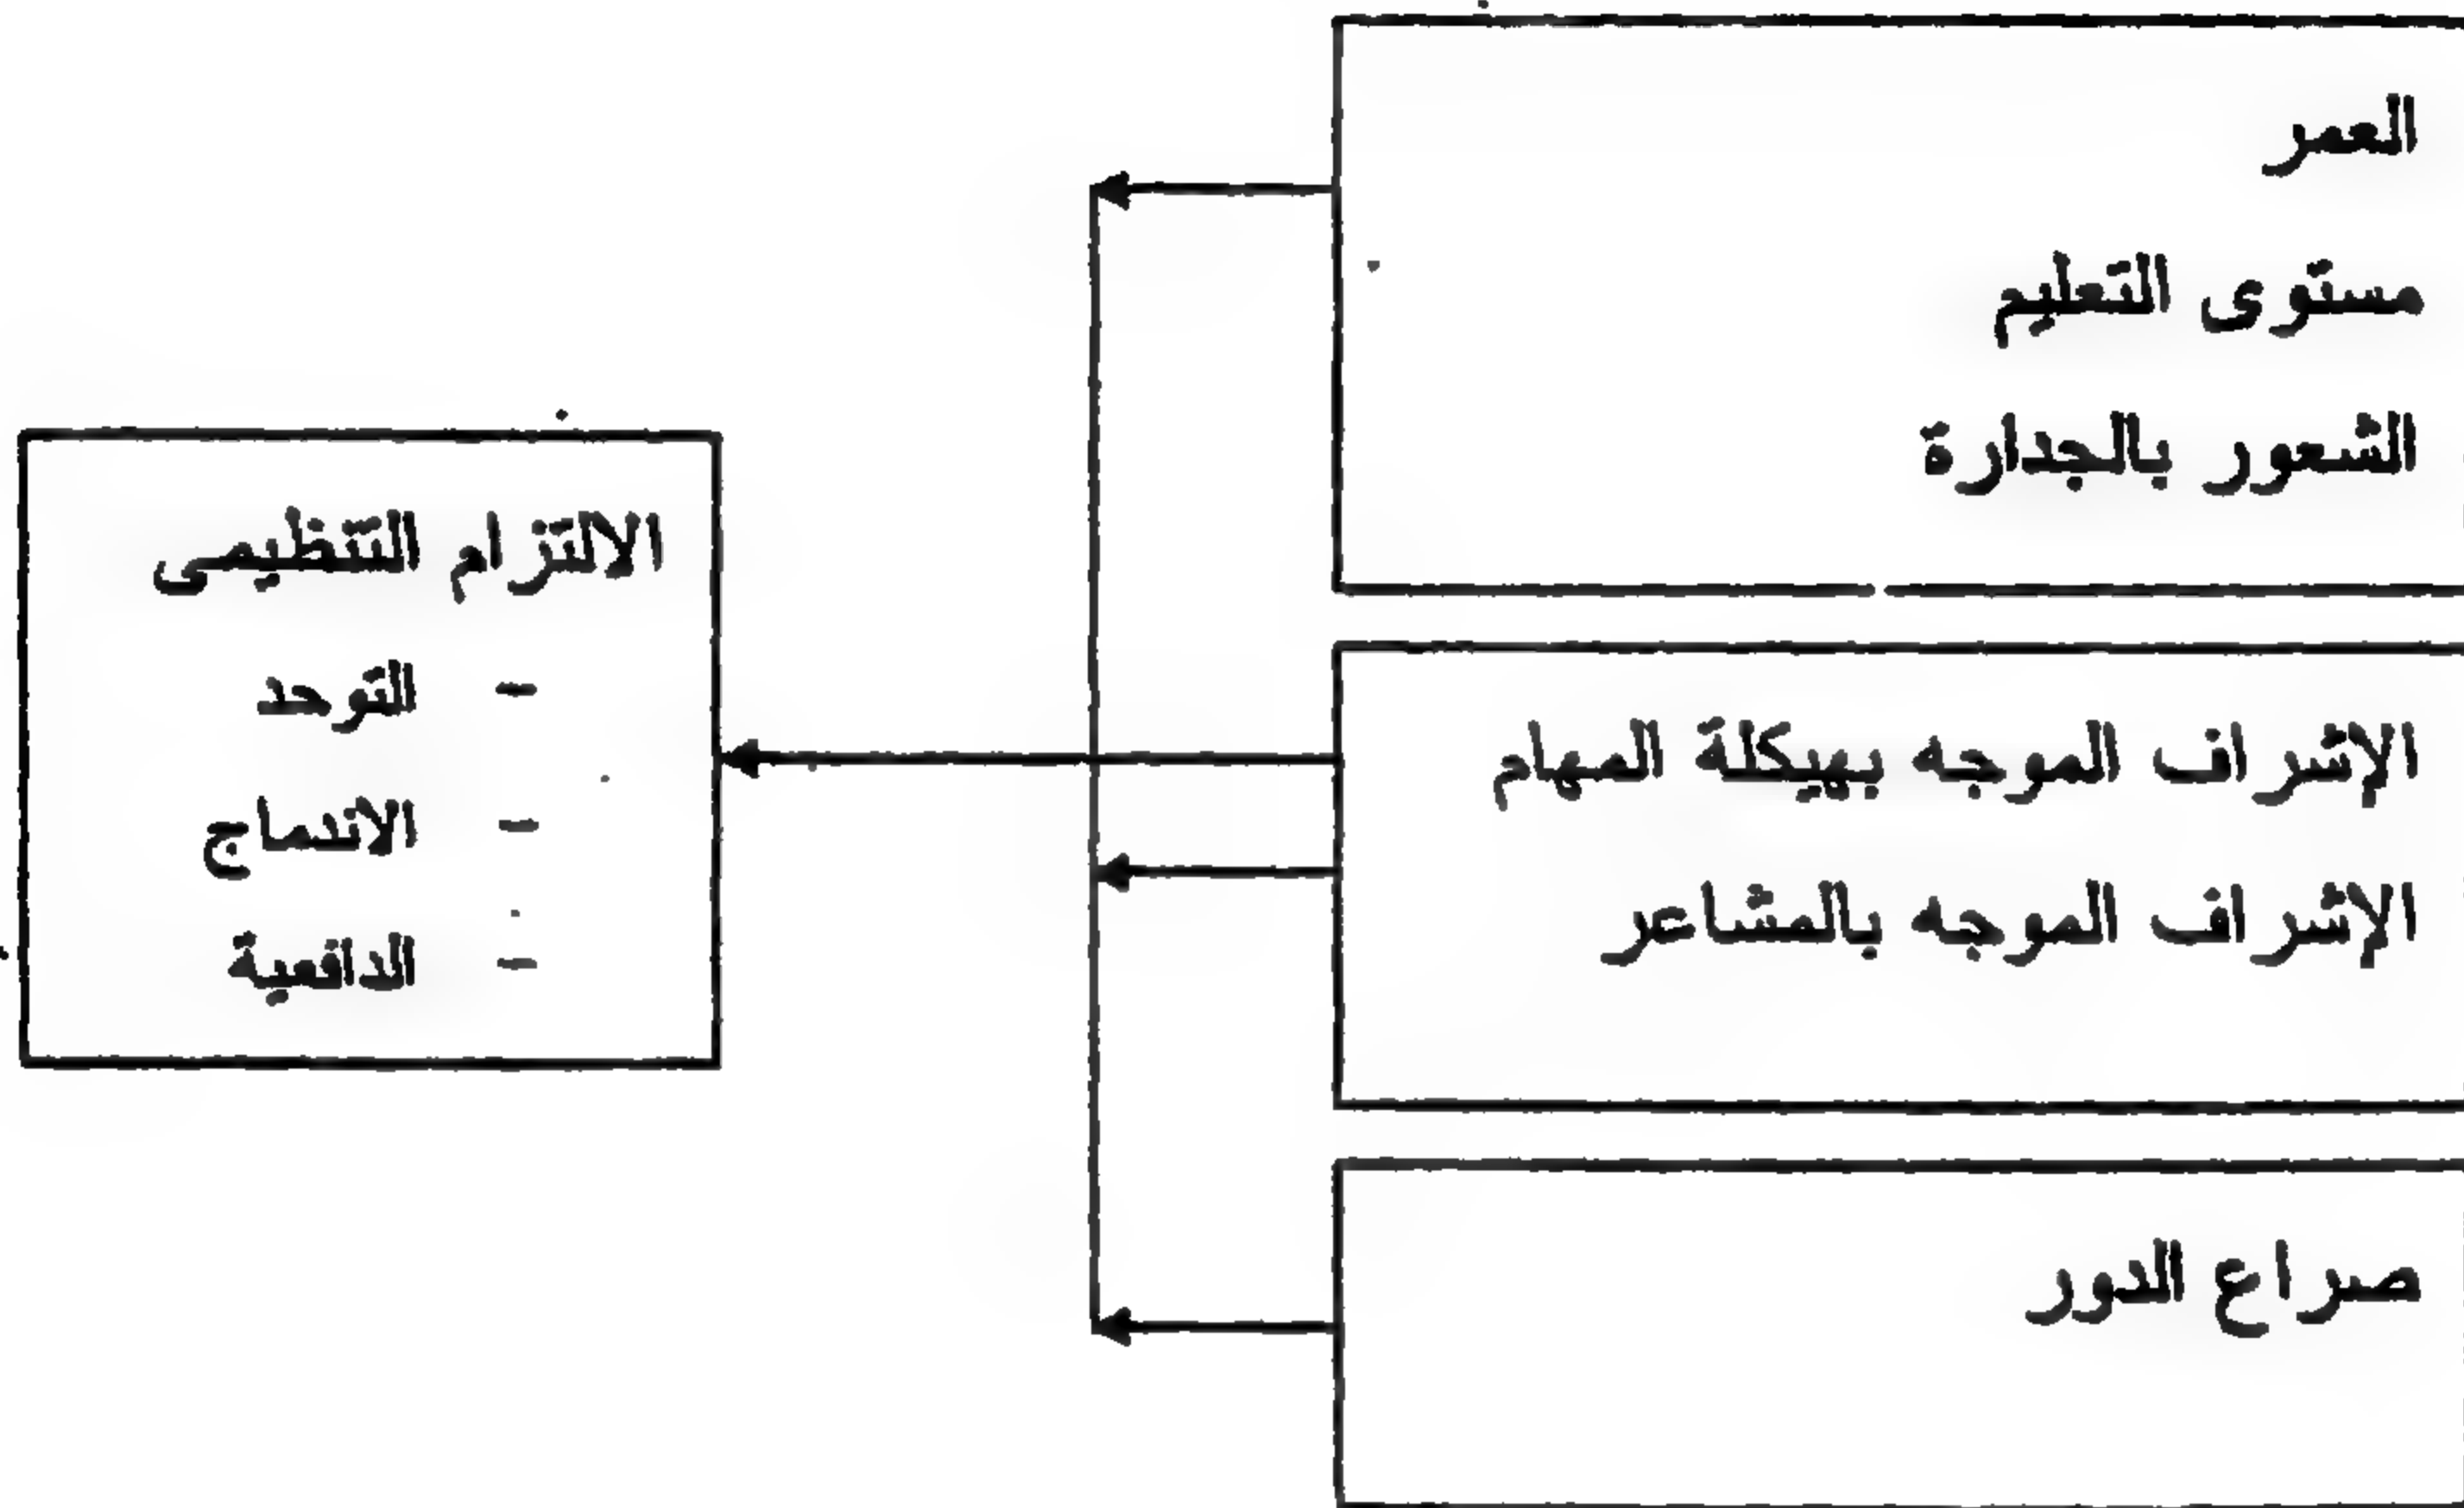 العمر
مستوى التعليم
الشعور بالجدارة
الإشراف الموجه بهيكلة المهام
الإشراف الموجه بالمشاعر
صراع الدور
الالتزام التنظيمى
- التوحد
- الاندماج
- الدافعية